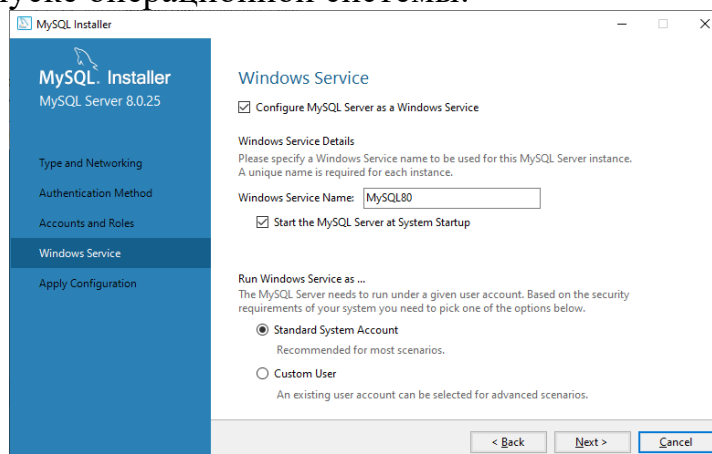 уске операционной системы.
MySQL Installer
MySQL. Installer
MySQL Server 8.0.25
Type and Networking
Authentication Method
Accounts and Roles
Windows Service
Apply Configuration
Windows Service
Configure MySQL Server as a Windows Service
Windows Service Details
Please specify a Windows Service name to be used for this MySQL Server instance.
A unique name is required for each instance.
Windows Service Name: MySQL80
Start the MySQL Server at System Startup
Run Windows Service as ...
The MySQL Server needs to run under a given user account. Based on the security
requirements of your system you need to pick one of the options below.
Standard System Account
Recommended for most scenarios.
Custom User
An existing user account can be selected for advanced scenarios.
< Back Next > Cancel